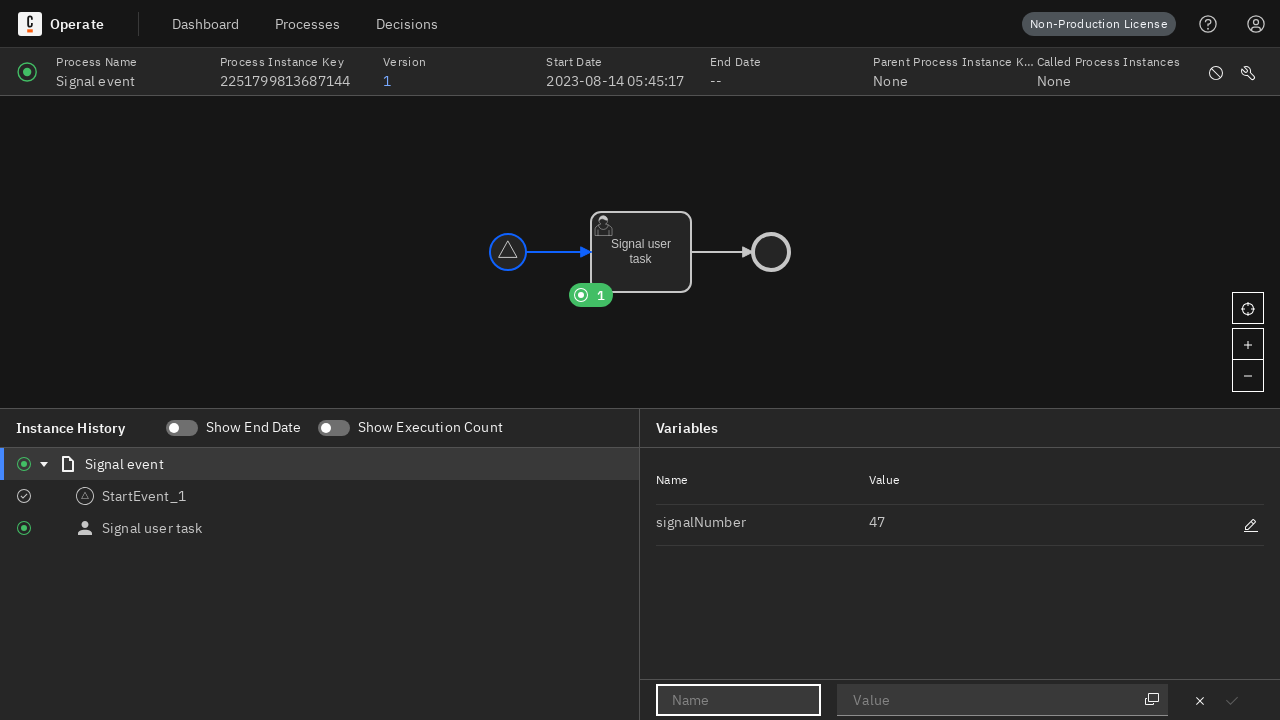 Operate
Dashboard
Processes
Decisions
Non-Production License
Process Name
Signal event
Process Instance Key
2251799813687144
Version
1
Start Date
2023-08-14 05:45:17
End Date
--
Parent Process Instance K...
None
Called Process Instances
None
Signal user
task
1
Instance History
Show End Date
Show Execution Count
Signal event
StartEvent_1
Signal user task
Variables
Name
Value
signalNumber
47
Name
Value